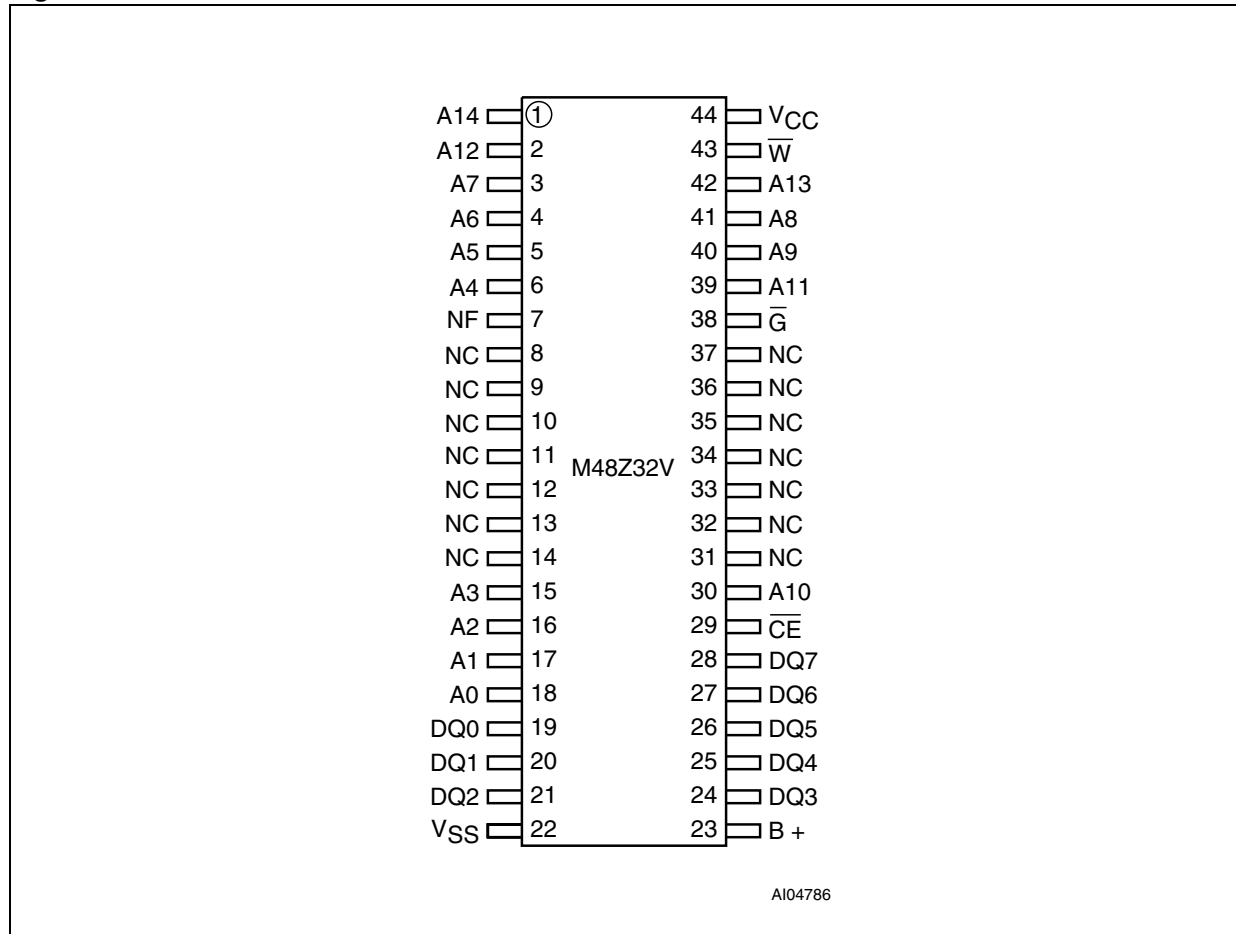 A14 1 44 VCC
A12 2 43 W̅
A7 3 42 A13
A6 4 41 A8
A5 5 40 A9
A4 6 39 A11
NF 7 38 G̅
NC 8 37 NC
NC 9 36 NC
NC 10 35 NC
NC 11 M48Z32V 34 NC
NC 12 33 NC
NC 13 32 NC
NC 14 31 NC
A3 15 30 A10
A2 16 29 C̅E̅
A1 17 28 DQ7
A0 18 27 DQ6
DQ0 19 26 DQ5
DQ1 20 25 DQ4
DQ2 21 24 DQ3
VSS 22 23 B +
AI04786